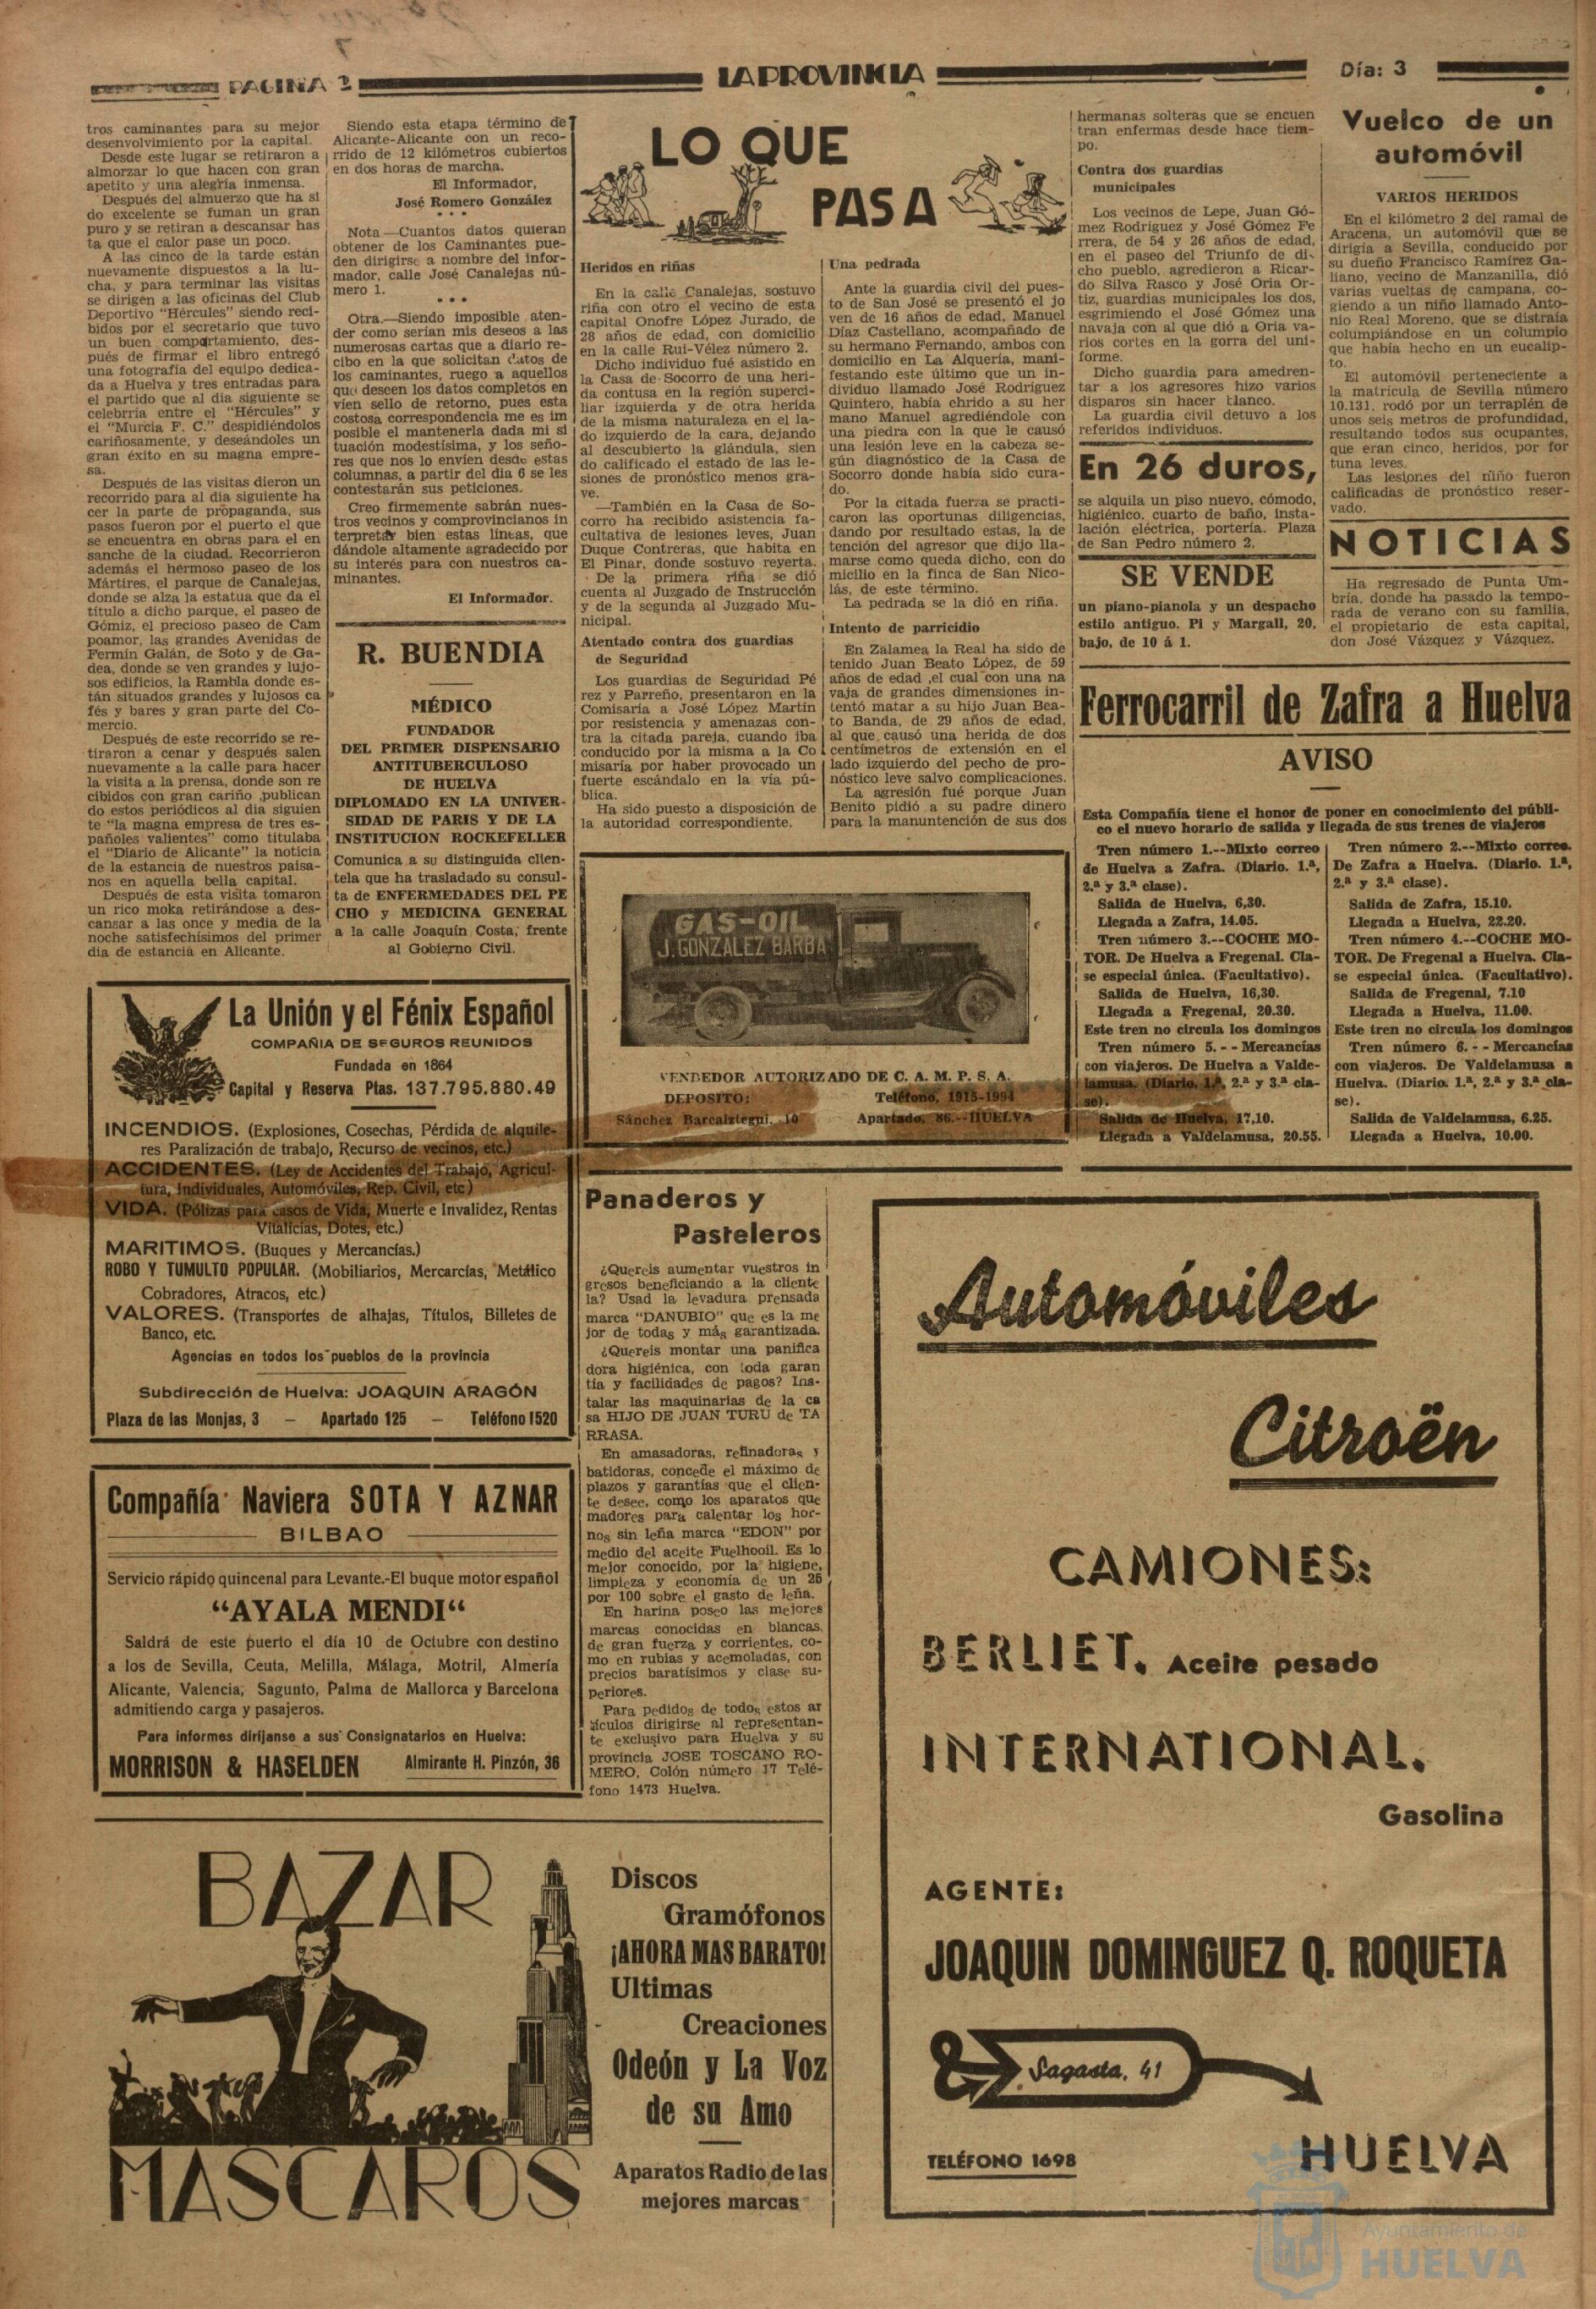 PAGINA 2
LA PROVINCIA
Día: 3
tros caminantes para su mejor
desenvolvimiento por la capital.
Desde este lugar se retiraron a
almorzar lo que hacen con gran
apetito y una alegría inmensa.
Después del almuerzo que ha si
do excelente se fuman un gran
puro y se retiran a descansar has
ta que el calor pase un poco.
A las cinco de la tarde están
nuevamente dispuestos a la lu-
cha, y para terminar las visitas
se dirigen a las oficinas del Club
Deportivo "Hércules" siendo reci-
bidos por el secretario que tuvo
un buen comportamiento, des-
pués de firmar el libro entregó
una fotografía del equipo dedica-
da a Huelva y tres entradas para
el partido que al día siguiente se
celebrría entre el "Hércules" y
el "Murcia F. C." despidiéndolos
cariñosamente, y deseándoles un
gran éxito en su magna empre-
sa.
Después de las visitas dieron un
recorrido para al día siguiente ha
cer la parte de propaganda, sus
pasos fueron por el puerto el que
se encuentra en obras para el en
sanche de la ciudad. Recorrieron
además el hermoso paseo de los
Mártires, el parque de Canalejas,
donde se alza la estatua que da el
título a dicho parque, el paseo de
Gómiz, el precioso paseo de Cam
poamor, las grandes Avenidas de
Fermín Galán, de Soto y de Ga-
dea, donde se ven grandes y lujo-
sos edificios, la Rambla donde es-
tán situados grandes y lujosos ca
fés y bares y gran parte del Co-
mercio.
Después de este recorrido se re-
tiraron a cenar y después salen
nuevamente a la calle para hacer
la visita a la prensa, donde son re
cibidos con gran cariño ,publican
do estos periódicos al día siguien
te "la magna empresa de tres es-
pañoles valientes" como titulaba
el "Diario de Alicante" la noticia
de la estancia de nuestros paisa-
nos en aquella bella capital.
Después de esta visita tomaron
un rico moka retirándose a des-
cansar a las once y media de la
noche satisfechísimos del primer
día de estancia en Alicante.
Siendo esta etapa término de
Alicante-Alicante con un reco-
rrido de 12 kilómetros cubiertos
en dos horas de marcha.
El Informador,
José Romero González
* * *
Nota.—Cuantos datos quieran
obtener de los Caminantes pue-
den dirigirse a nombre del infor-
mador, calle José Canalejas nú-
mero 1.
* * *
Otra.—Siendo imposible aten-
der como serían mis deseos a las
numerosas cartas que a diario re-
cibo en la que solicitan datos de
los caminantes, ruego a aquellos
que deseen los datos completos en
vien sello de retorno, pues esta
costosa correspondencia me es im
posible el mantenerla dada mi si
tuación modestísima, y los seño-
res que nos lo envíen desde estas
columnas, a partir del día 6 se les
contestarán sus peticiones.
Creo firmemente sabrán nues-
tros vecinos y comprovincianos in
terpretar bien estas líneas, que
dándole altamente agradecido por
su interés para con nuestros ca-
minantes.
El Informador.
R. BUENDIA
MÉDICO
FUNDADOR
DEL PRIMER DISPENSARIO
ANTITUBERCULOSO
DE HUELVA
DIPLOMADO EN LA UNIVER-
SIDAD DE PARIS Y DE LA
INSTITUCION ROCKEFELLER
Comunica a su distinguida clien-
tela que ha trasladado su consul-
ta de ENFERMEDADES DEL PE
CHO y MEDICINA GENERAL
a la calle Joaquín Costa, frente
al Gobierno Civil.
LO QUE
PASA
Heridos en riñas
En la calle Canalejas, sostuvo
riña con otro el vecino de esta
capital Onofre López Jurado, de
28 años de edad, con domicilio
en la calle Rui-Vélez número 2.
Dicho individuo fué asistido en
la Casa de Socorro de una heri-
da contusa en la región superci-
liar izquierda y de otra herida
de la misma naturaleza en el la-
do izquierdo de la cara, dejando
al descubierto la glándula, sien
do calificado el estado de las le-
siones de pronóstico menos gra-
ve.
—También en la Casa de So-
corro ha recibido asistencia fa-
cultativa de lesiones leves, Juan
Duque Contreras, que habita en
El Pinar, donde sostuvo reyerta.
De la primera riña se dió
cuenta al Juzgado de Instrucción
y de la segunda al Juzgado Mu-
nicipal.
Atentado contra dos guardias
de Seguridad
Los guardias de Seguridad Pé
rez y Parreño, presentaron en la
Comisaría a José López Martín
por resistencia y amenazas con-
tra la citada pareja, cuando iba
conducido por la misma a la Co
misaría por haber provocado un
fuerte escándalo en la vía pú-
blica.
Ha sido puesto a disposición de
la autoridad correspondiente.
Una pedrada
Ante la guardia civil del pues-
to de San José se presentó el jo
ven de 16 años de edad, Manuel
Díaz Castellano, acompañado de
su hermano Fernando, ambos con
domicilio en La Alquería, mani-
festando este último que un in-
dividuo llamado José Rodríguez
Quintero, había ehrido a su her
mano Manuel agrediéndole con
una piedra con la que le causó
una lesión leve en la cabeza se-
gún diagnóstico de la Casa de
Socorro donde había sido cura-
do.
Por la citada fuerza se practi-
caron las oportunas diligencias,
dando por resultado estas, la de
tención del agresor que dijo lla-
marse como queda dicho, con do
micilio en la finca de San Nico-
lás, de este término.
La pedrada se la dió en riña.
Intento de parricidio
En Zalamea la Real ha sido de
tenido Juan Beato López, de 59
años de edad ,el cual con una na
vaja de grandes dimensiones in-
tentó matar a su hijo Juan Bea-
to Banda, de 29 años de edad,
al que causó una herida de dos
centímetros de extensión en el
lado izquierdo del pecho de pro-
nóstico leve salvo complicaciones.
La agresión fué porque Juan
Benito pidió a su padre dinero
para la manuntención de sus dos
hermanas solteras que se encuen
tran enfermas desde hace tiem-
po.
Contra dos guardias
municipales
Los vecinos de Lepe, Juan Gó-
mez Rodríguez y José Gómez Fe
rrera, de 54 y 26 años de edad,
en el paseo del Triunfo de di-
cho pueblo, agredieron a Ricar-
do Silva Rasco y José Oria Or-
tiz, guardias municipales los dos,
esgrimiendo el José Gómez una
navaja con al que dió a Oria va-
rios cortes en la gorra del uni-
forme.
Dicho guardia para amedren-
tar a los agresores hizo varios
disparos sin hacer blanco.
La guardia civil detuvo a los
referidos individuos.
En 26 duros,
se alquila un piso nuevo, cómodo,
higiénico, cuarto de baño, insta-
lación eléctrica, portería. Plaza
de San Pedro número 2.
SE VENDE
un piano-pianola y un despacho
estilo antiguo. Pi y Margall, 20,
bajo, de 10 á 1.
Vuelco de un
automóvil
VARIOS HERIDOS
En el kilómetro 2 del ramal de
Aracena, un automóvil que se
dirigía a Sevilla, conducido por
su dueño Francisco Ramírez Ga-
liano, vecino de Manzanilla, dió
varias vueltas de campana, co-
giendo a un niño llamado Anto-
nio Real Moreno, que se distraía
columpiándose en un columpio
que había hecho en un eucalip-
to.
El automóvil perteneciente a
la matrícula de Sevilla número
10.131, rodó por un terraplén de
unos seis metros de profundidad,
resultando todos sus ocupantes,
que eran cinco, heridos, por for
tuna leves.
Las lesiones del niño fueron
calificadas de pronóstico reser-
vado.
NOTICIAS
Ha regresado de Punta Um-
bría, donde ha pasado la tempo-
rada de verano con su familia,
el propietario de esta capital,
don José Vázquez y Vázquez.
Ferrocarril de Zafra a Huelva
AVISO
Esta Compañía tiene el honor de poner en conocimiento del públi-
co el nuevo horario de salida y llegada de sus trenes de viajeros
Tren número 1.--Mixto correo
de Huelva a Zafra. (Diario. 1.ª,
2.ª y 3.ª clase).
Salida de Huelva, 6,30.
Llegada a Zafra, 14.05.
Tren número 3.--COCHE MO-
TOR. De Huelva a Fregenal. Cla-
se especial única. (Facultativo).
Salida de Huelva, 16,30.
Llegada a Fregenal, 20.30.
Este tren no circula los domingos
Tren número 5.-- Mercancías
con viajeros. De Huelva a Valde-
lamusa. (Diario. 1.ª, 2.ª y 3.ª cla-
se).
Salida de Huelva, 17,10.
Llegada a Valdelamusa, 20.55.
Tren número 2.--Mixto correo.
De Zafra a Huelva. (Diario. 1.ª,
2.ª y 3.ª clase).
Salida de Zafra, 15.10.
Llegada a Huelva, 22.20.
Tren número 4.--COCHE MO-
TOR. De Fregenal a Huelva. Cla-
se especial única. (Facultativo).
Salida de Fregenal, 7.10
Llegada a Huelva, 11.00.
Este tren no circula los domingos
Tren número 6.-- Mercancías
con viajeros. De Valdelamusa a
Huelva. (Diario. 1.ª, 2.ª y 3.ª cla-
se).
Salida de Valdelamusa, 6.25.
Llegada a Huelva, 10.00.
GAS-OIL
J. GONZALEZ BARBA
VENDEDOR AUTORIZADO DE C. A. M. P. S. A.
DEPOSITO: Teléfono, 1915-1994
Sánchez Barcaiztegui, 10 Apartado, 86.--HUELVA
La Unión y el Fénix Español
COMPAÑIA DE SEGUROS REUNIDOS
Fundada en 1864
Capital y Reserva Ptas. 137.795.880.49
INCENDIOS. (Explosiones, Cosechas, Pérdida de alquile-
res Paralización de trabajo, Recurso de vecinos, etc.)
ACCIDENTES. (Ley de Accidentes del Trabajo, Agricul-
tura, Individuales, Automóviles, Rep. Civil, etc)
VIDA. (Pólizas para casos de Vida, Muerte e Invalidez, Rentas
Vitalicias, Dotes, etc.)
MARITIMOS. (Buques y Mercancías.)
ROBO Y TUMULTO POPULAR. (Mobiliarios, Mercarcías, Metálico
Cobradores, Atracos, etc.)
VALORES. (Transportes de alhajas, Títulos, Billetes de
Banco, etc.
Agencias en todos los pueblos de la provincia
Subdirección de Huelva: JOAQUIN ARAGÓN
Plaza de las Monjas, 3 — Apartado 125 — Teléfono 1520
Compañía Naviera SOTA Y AZNAR
BILBAO
Servicio rápido quincenal para Levante.-El buque motor español
“AYALA MENDI“
Saldrá de este puerto el día 10 de Octubre con destino
a los de Sevilla, Ceuta, Melilla, Málaga, Motril, Almería
Alicante, Valencia, Sagunto, Palma de Mallorca y Barcelona
admitiendo carga y pasajeros.
Para informes diríjanse a sus Consignatarios en Huelva:
MORRISON & HASELDEN Almirante H. Pinzón, 36
Panaderos y
Pasteleros
¿Quereis aumentar vuestros in
gresos beneficiando a la cliente
la? Usad la levadura prensada
marca "DANUBIO" que es la me
jor de todas y más garantizada.
¿Quereis montar una panifica
dora higiénica, con toda garan
tía y facilidades de pagos? Ins-
talar las maquinarias de la ca
sa HIJO DE JUAN TURU de TA
RRASA.
En amasadoras, refinadoras y
batidoras, concede el máximo de
plazos y garantías que el clien-
te desee, como los aparatos que
madores para calentar los hor-
nos sin leña marca "EDON" por
medio del aceite Fuelhooil. Es lo
mejor conocido, por la higiene,
limpieza y economía de un 25
por 100 sobre el gasto de leña.
En harina poseo las mejores
marcas conocidas en blancas,
de gran fuerza y corrientes, co-
mo en rubias y acemoladas, con
precios baratísimos y clase su-
periores.
Para pedidos de todos estos ar
tículos dirigirse al representan-
te exclusivo para Huelva y su
provincia JOSE TOSCANO RO-
MERO, Colón número 17 Telé-
fono 1473 Huelva.
Automóviles
Citroën
CAMIONES:
BERLIET. Aceite pesado
INTERNATIONAL.
Gasolina
AGENTE:
JOAQUIN DOMINGUEZ Q. ROQUETA
Sagasta, 41
TELÉFONO 1698
HUELVA
BAZAR
MASCAROS
Discos
Gramófonos
¡AHORA MAS BARATO!
Ultimas
Creaciones
Odeón y La Voz
de su Amo
Aparatos Radio de las
mejores marcas
Ayuntamiento de
HUELVA